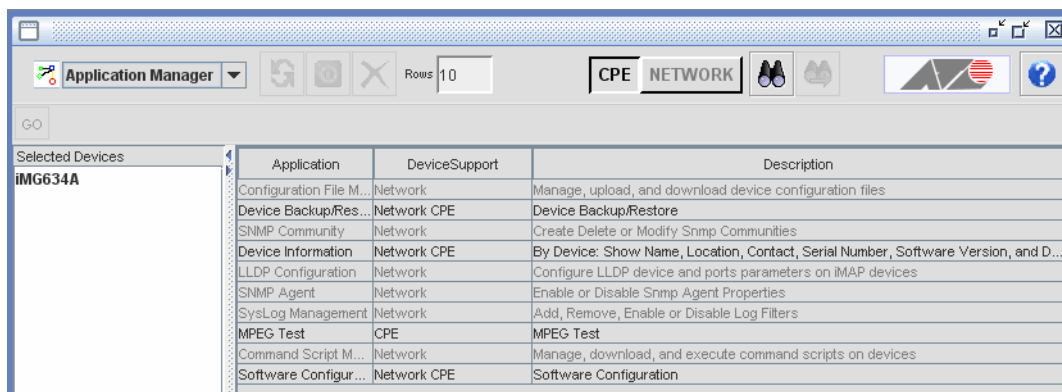 Application Manager Rows 10 CPE NETWORK ?
GO
Selected Devices
iMG634A
Application DeviceSupport Description
Configuration File M... Network Manage, upload, and download device configuration files
Device Backup/Res... Network CPE Device Backup/Restore
SNMP Community Network Create Delete or Modify Snmp Communities
Device Information Network CPE By Device: Show Name, Location, Contact, Serial Number, Software Version, and D...
LLDP Configuration Network Configure LLDP device and ports parameters on iMAP devices
SNMP Agent Network Enable or Disable Snmp Agent Properties
SysLog Management Network Add, Remove, Enable or Disable Log Filters
MPEG Test CPE MPEG Test
Command Script M... Network Manage, download, and execute command scripts on devices
Software Configur... Network CPE Software Configuration